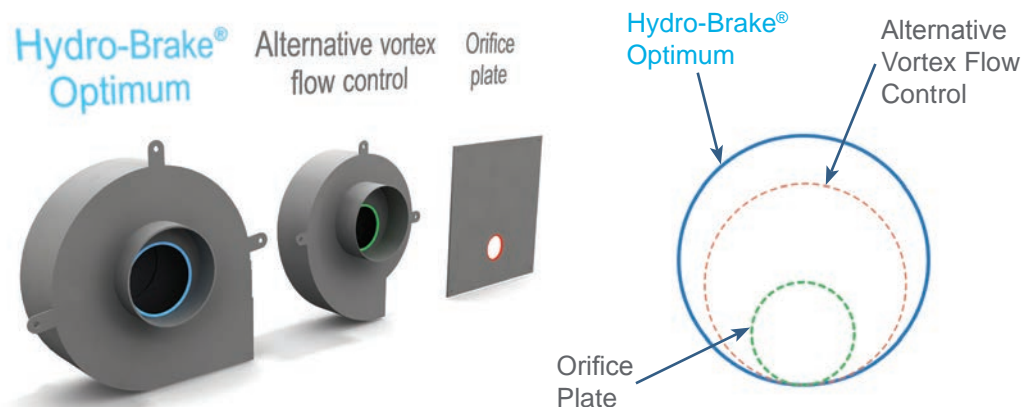 Hydro-Brake®
Optimum
Alternative vortex
flow control
Orifice
plate
Hydro-Brake®
Optimum
Alternative
Vortex Flow
Control
Orifice
Plate